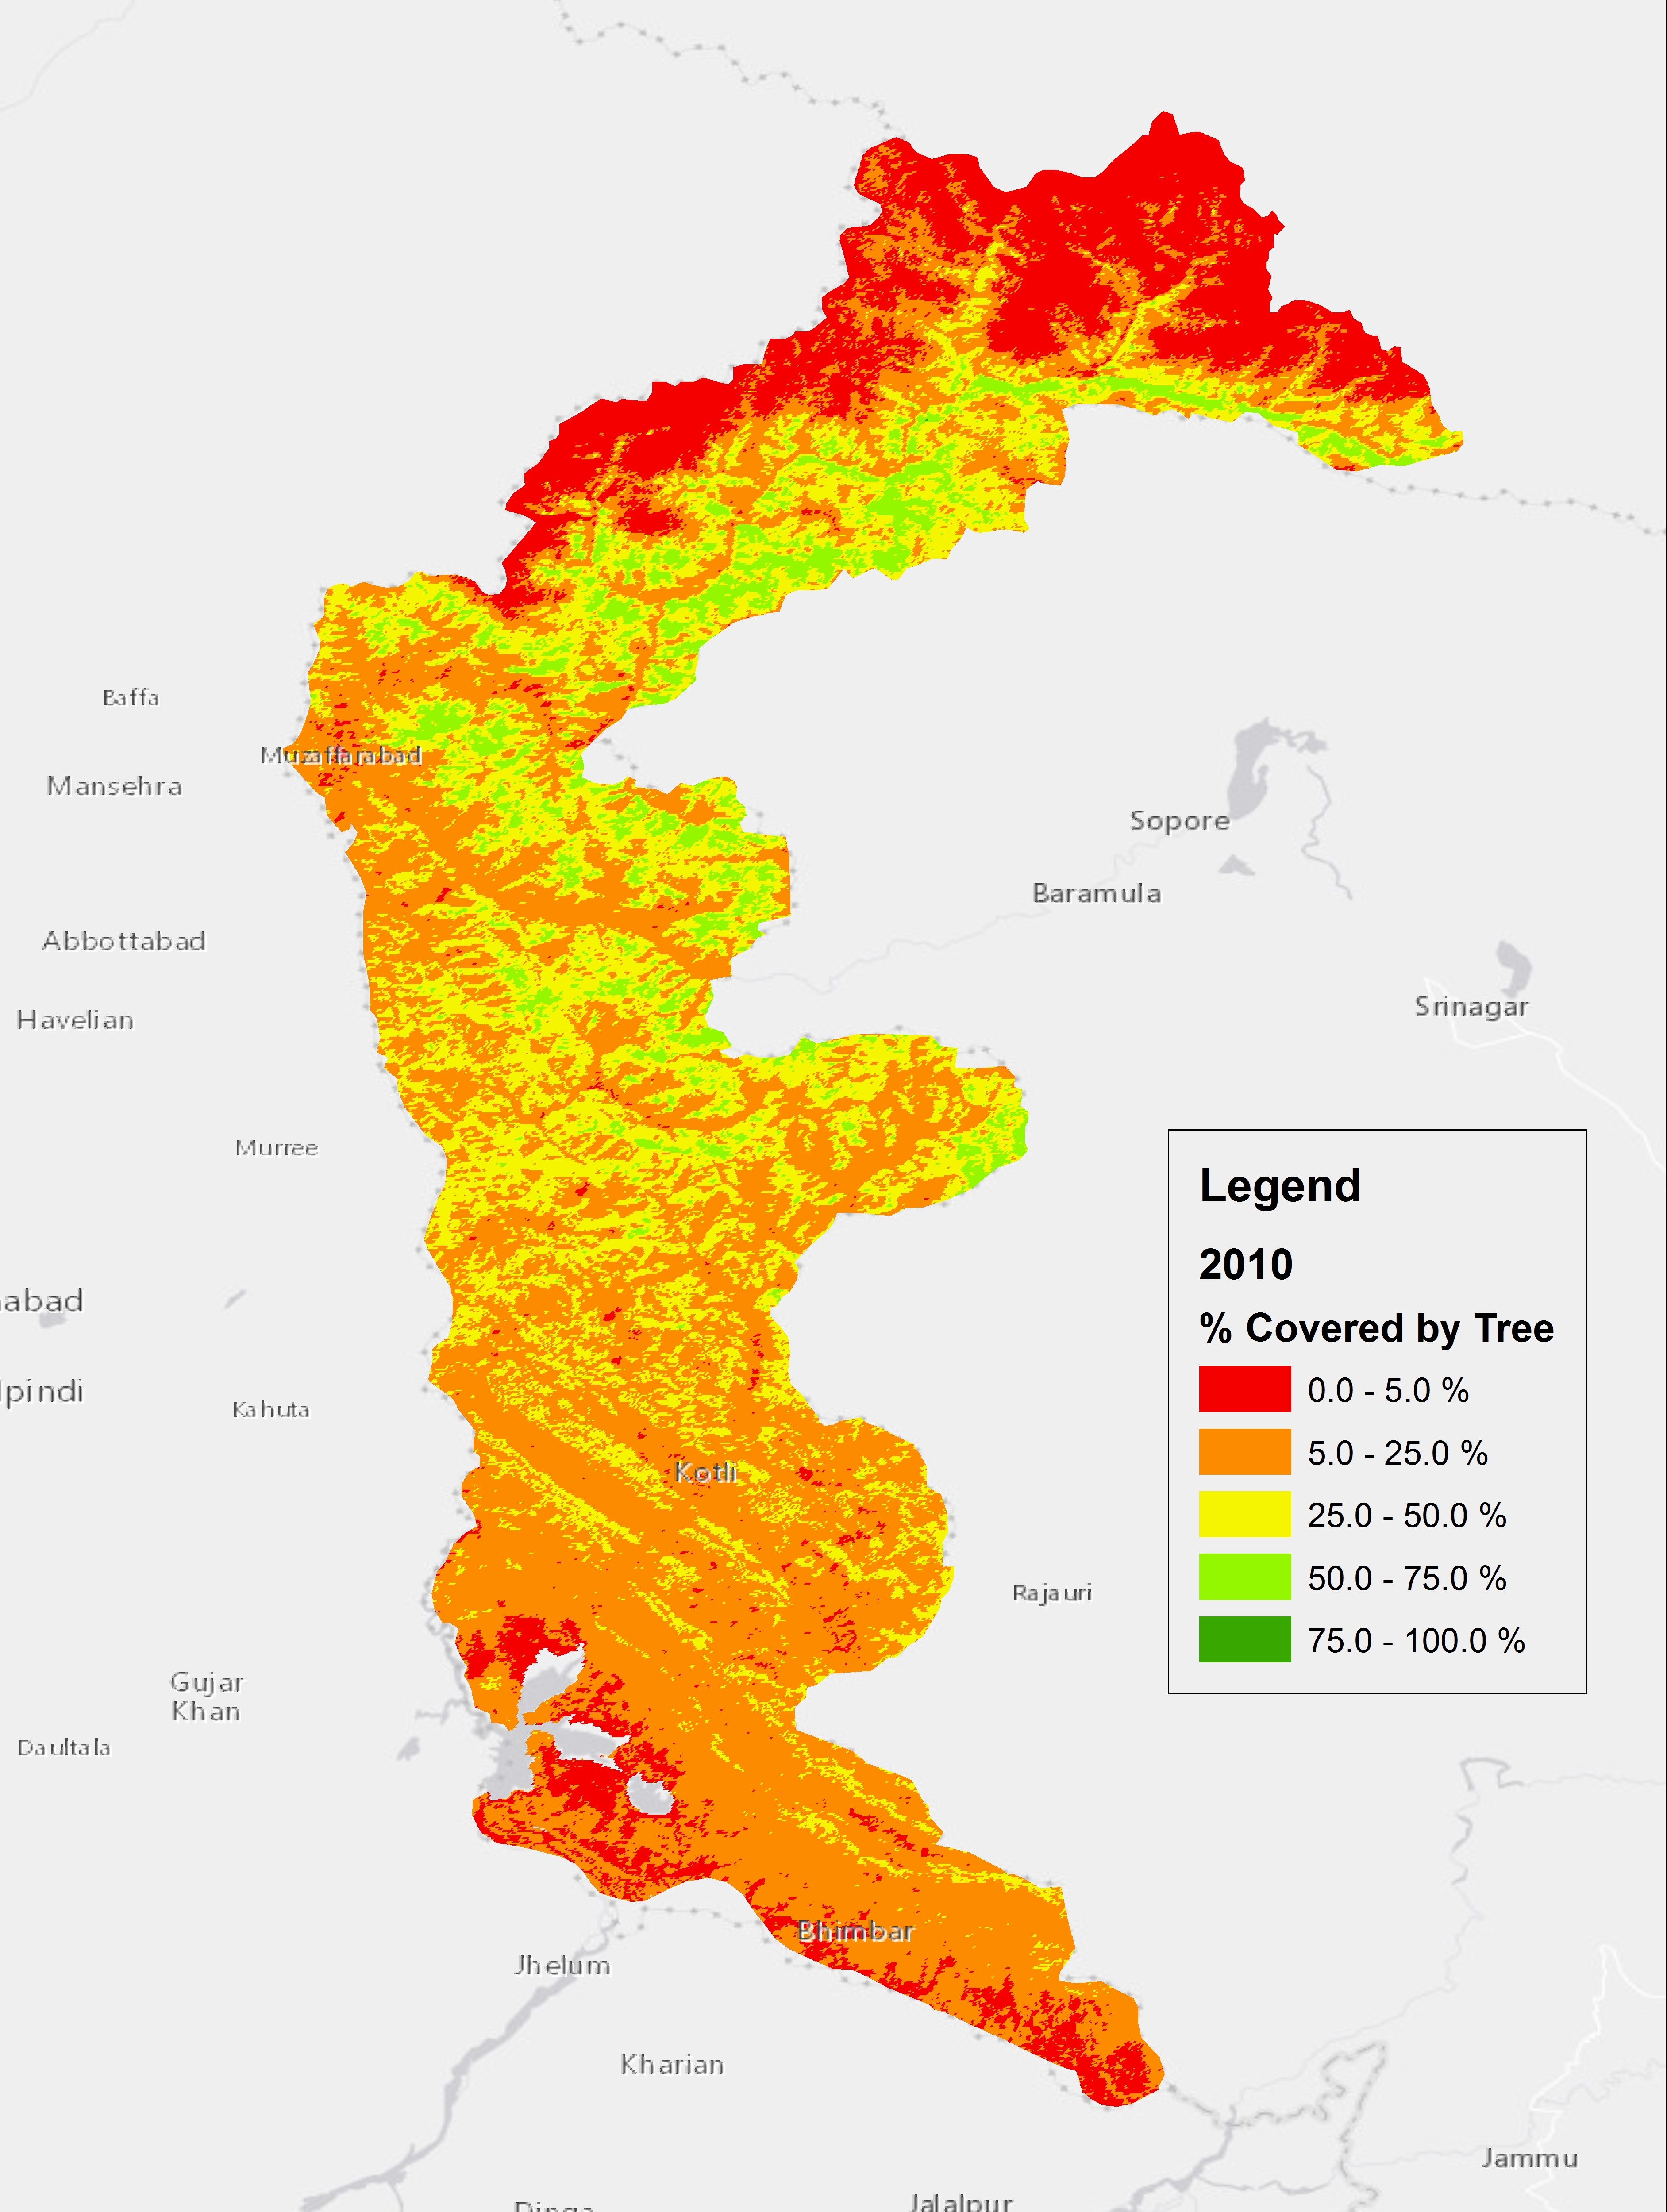 Baffa
Muzaffarabad
Mansehra
Sopore
Baramula
Abbottabad
Srinagar
Havelian
Murree
Legend
2010
% Covered by Tree
0.0 - 5.0 %
5.0 - 25.0 %
25.0 - 50.0 %
50.0 - 75.0 %
75.0 - 100.0 %
abad
lpindi
Kahuta
Kotli
Rajauri
Gujar
Khan
Daultala
Bhimbar
Jhelum
Kharian
Jammu
Dinga
Jalalpur